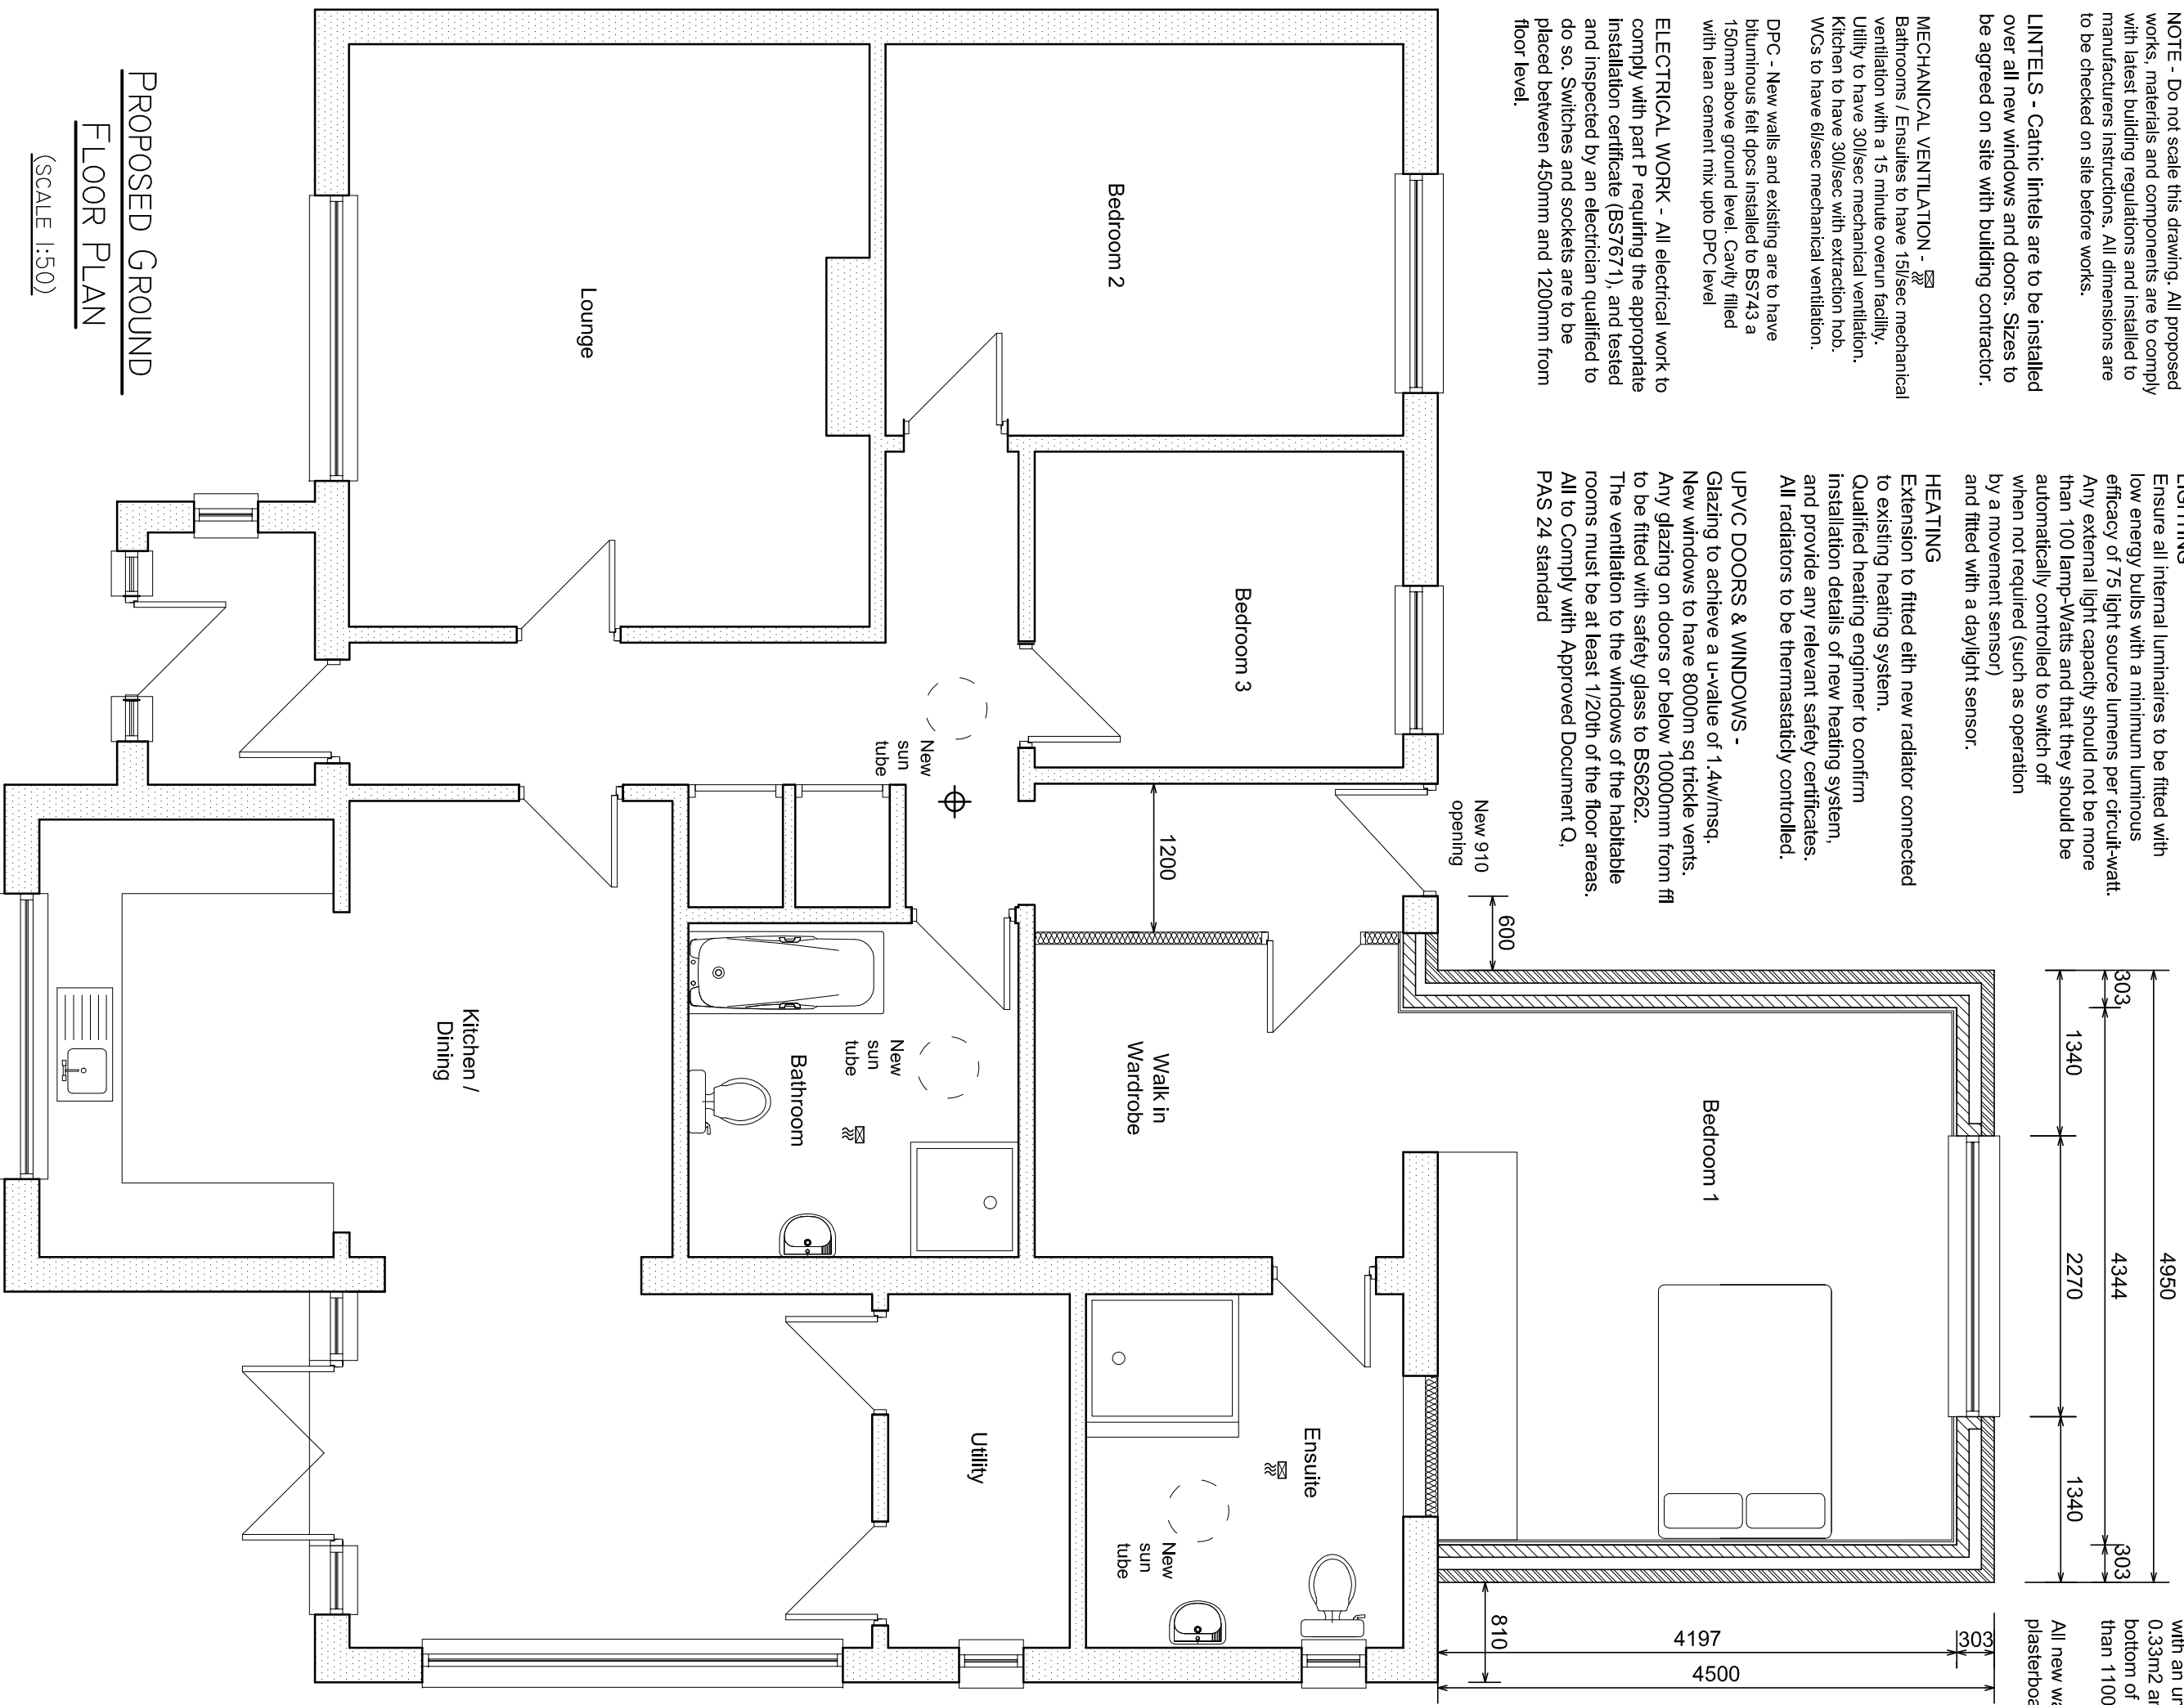 NOTE - Do not scale this drawing. All proposed
works, materials and components are to comply
with latest building regulations and installed to
manufacturers instructions. All dimensions are
to be checked on site before works.
LINTELS - Catnic lintels are to be installed
over all new windows and doors. Sizes to
be agreed on site with building contractor.
MECHANICAL VENTILATION -
Bathrooms / Ensuites to have 15l/sec mechanical
ventilation with a 15 minute overun facility.
Utility to have 30l/sec mechanical ventilation.
Kitchen to have 30l/sec with extraction hob.
WCs to have 6l/sec mechanical ventilation.
DPC - New walls and existing are to have
bituminous felt dpcs installed to BS743 a
150mm above ground level. Cavity filled
with lean cement mix upto DPC level
ELECTRICAL WORK - All electrical work to
comply with part P requiring the appropriate
installation certificate (BS7671), and tested
and inspected by an electrician qualified to
do so. Switches and sockets are to be
placed between 450mm and 1200mm from
floor level.
LIGHTING
Ensure all internal luminaires to be fitted with
low energy bulbs with a minimum luminous
efficacy of 75 light source lumens per circuit-watt.
Any external light capacity should not be more
than 100 lamp-Watts and that they should be
automatically controlled to switch off
when not required (such as operation
by a movement sensor)
and fitted with a daylight sensor.
HEATING
Extension to fitted eith new radiator connected
to existing heating system.
Qualified heating enginner to confirm
installation details of new heating system,
and provide any relevant safety certificates.
All radiators to be thermastaticly controlled.
UPVC DOORS & WINDOWS -
Glazing to achieve a u-value of 1.4w/msq.
New windows to have 8000m sq trickle vents.
Any glazing on doors or below 1000mm from ffl
to be fitted with safety glass to BS6262.
The ventilation to the windows of the habitable
rooms must be at least 1/20th of the floor areas.
All to Comply with Approved Document Q,
PAS 24 standard
0.33m2
bottom of
than 1100
All new
4950
303
4344
303
1340
2270
1340
600
New 910
opening
1200
810
4197
303
4500
Bedroom 1
Bedroom 2
Bedroom 3
Walk in
Wardrobe
Ensuite
New
sun
tube
Utility
New
sun
tube
New
sun
tube
Bathroom
Lounge
Kitchen /
Dining
PROPOSED GROUND
FLOOR PLAN
(SCALE 1:50)